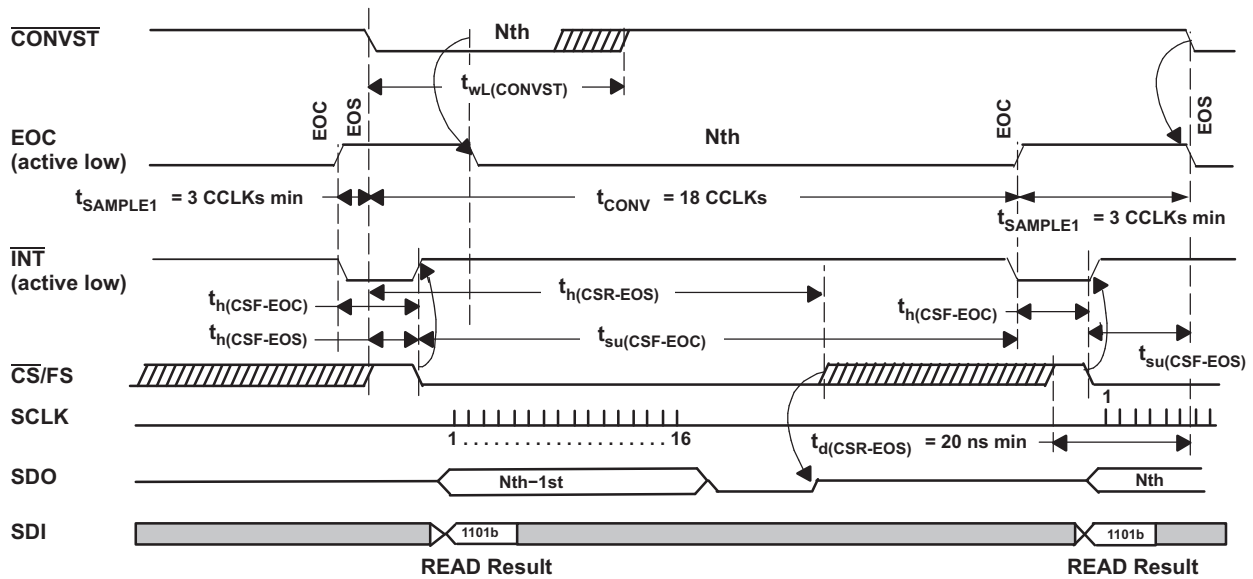 CONVST
Nth
twL(CONVST)
EOC
EOS
EOC
EOS
EOC
(active low)
Nth
tSAMPLE1 = 3 CCLKs min
tCONV = 18 CCLKs
tSAMPLE1 = 3 CCLKs min
INT
(active low)
th(CSF-EOC)
th(CSR-EOS)
th(CSF-EOC)
th(CSF-EOS)
tsu(CSF-EOC)
tsu(CSF-EOS)
CS/FS
1
SCLK
1 . . . . . . . . . . . . . . . . . . . . 16
td(CSR-EOS) = 20 ns min
SDO
Nth−1st
Nth
SDI
1101b
1101b
READ Result
READ Result